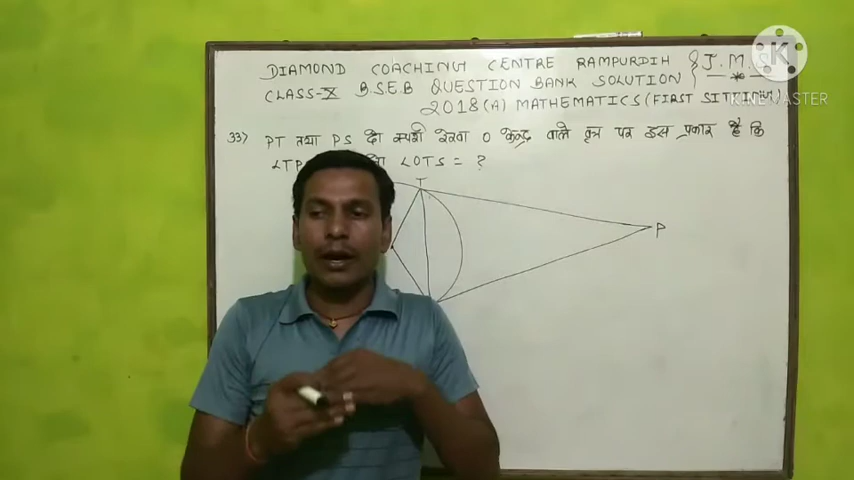 DIAMOND COACHING CENTRE RAMPURDIH J.M.S
CLASS-X B.S.E.B QUESTION BANK SOLUTION
2018(A) MATHEMATICS (FIRST SITTING)
33) PT तथा PS दो स्पर्श रेखा O केन्द्र वाले वृत्त पर इस प्रकार है कि
∠TP ∠OTS = ?
T
P
K
KINEMASTER